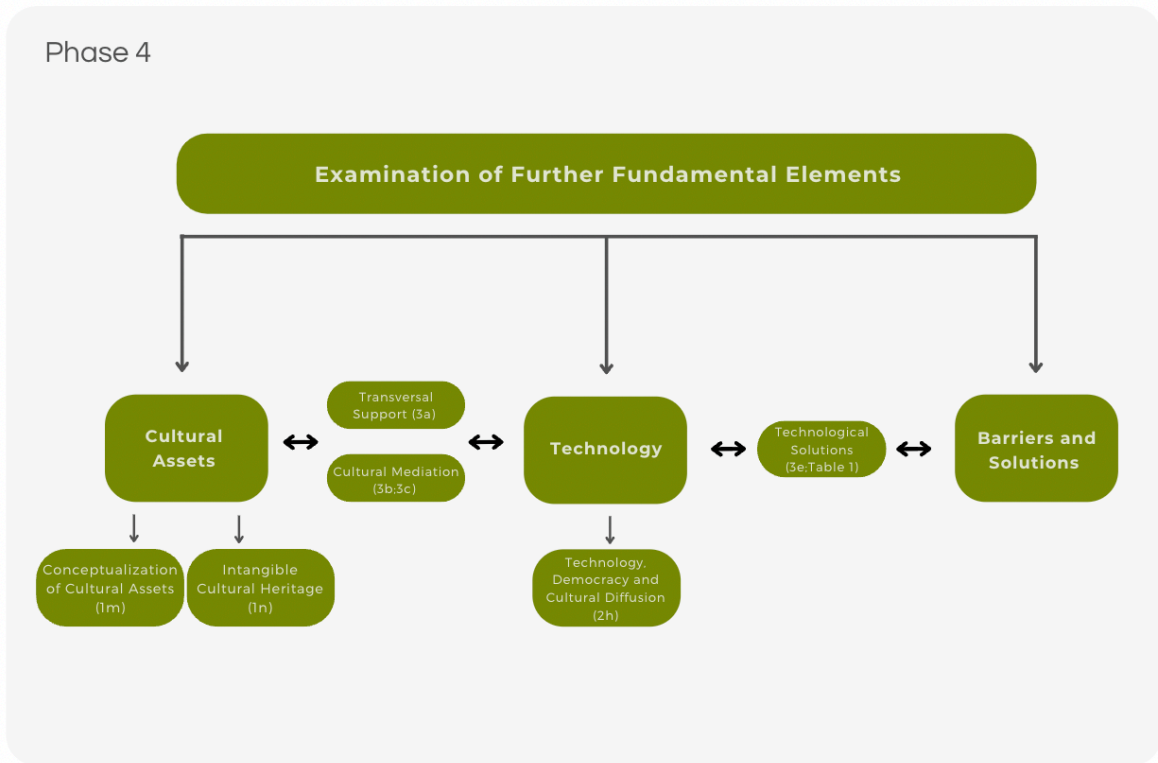 Phase 4
Examination of Further Fundamental Elements
Cultural
Assets
Transversal
Support (3a)
Cultural Mediation
(3b;3c)
Technology
Technological
Solutions
(3e;Table 1)
Barriers and
Solutions
Conceptualization
of Cultural Assets
(1m)
Intangible
Cultural Heritage
(1n)
Technology,
Democracy and
Cultural Diffusion
(2h)